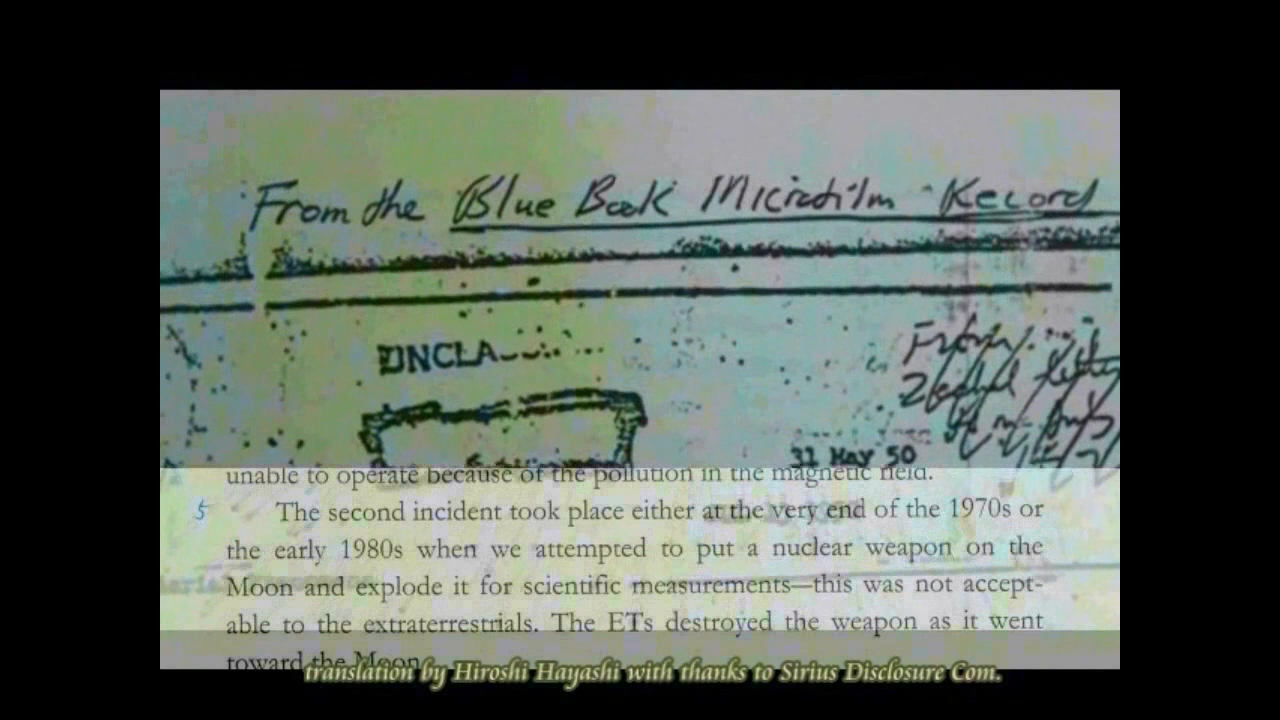 From the Blue Book Microfilm Record
UNCLA
31 May 50
unable to operate because of the pollution in the magnetic field.
5 The second incident took place either at the very end of the 1970s or
the early 1980s when we attempted to put a nuclear weapon on the
Moon and explode it for scientific measurements—this was not accept-
able to the extraterrestrials. The ETs destroyed the weapon as it went
toward the Moon
translation by Hiroshi Hayashi with thanks to Sirius Disclosure Com.